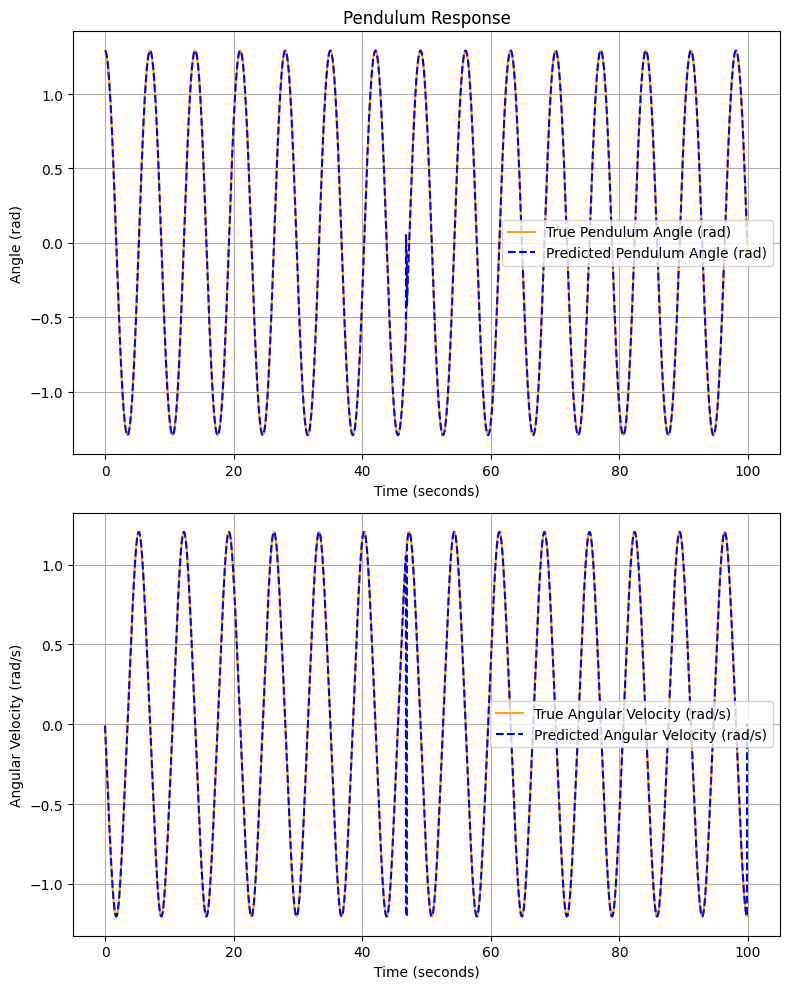 Pendulum Response
1.0
0.5
0.0
−0.5
−1.0
Angle (rad)
True Pendulum Angle (rad)
Predicted Pendulum Angle (rad)
0 20 40 60 80 100
Time (seconds)
1.0
0.5
0.0
−0.5
−1.0
Angular Velocity (rad/s)
True Angular Velocity (rad/s)
Predicted Angular Velocity (rad/s)
0 20 40 60 80 100
Time (seconds)